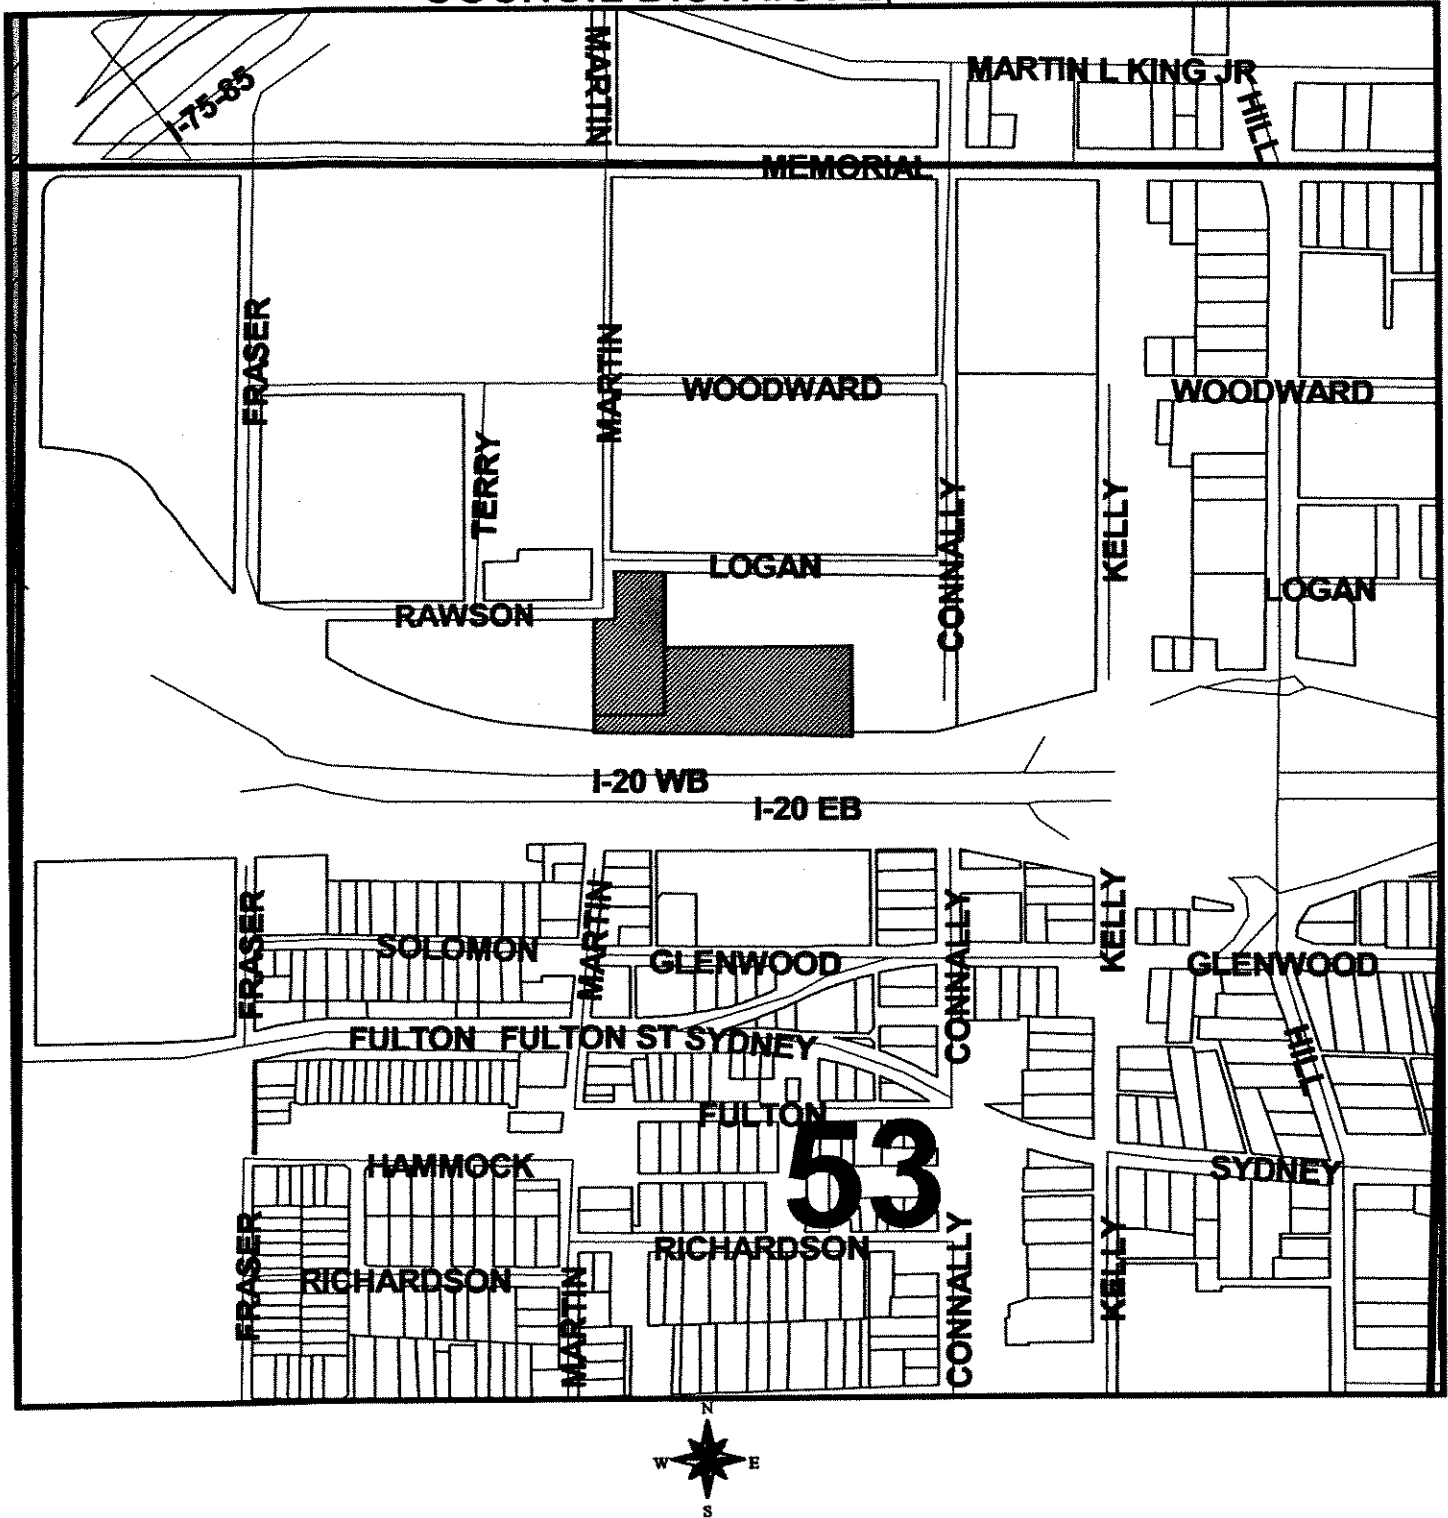 MARTIN
MARTIN L KING JR
I-75-85
HILL
MEMORIAL
FRASER
MARTIN
WOODWARD
WOODWARD
TERRY
CONNALLY
KELLY
LOGAN
LOGAN
RAWSON
I-20 WB
I-20 EB
FRASER
SOLOMON
MARTIN
GLENWOOD
CONNALLY
KELLY
GLENWOOD
FULTON
FULTON ST
SYDNEY
HILL
FULTON
53
HAMMOCK
SYDNEY
FRASER
RICHARDSON
RICHARDSON
MARTIN
CONNALLY
KELLY
N
W
E
S